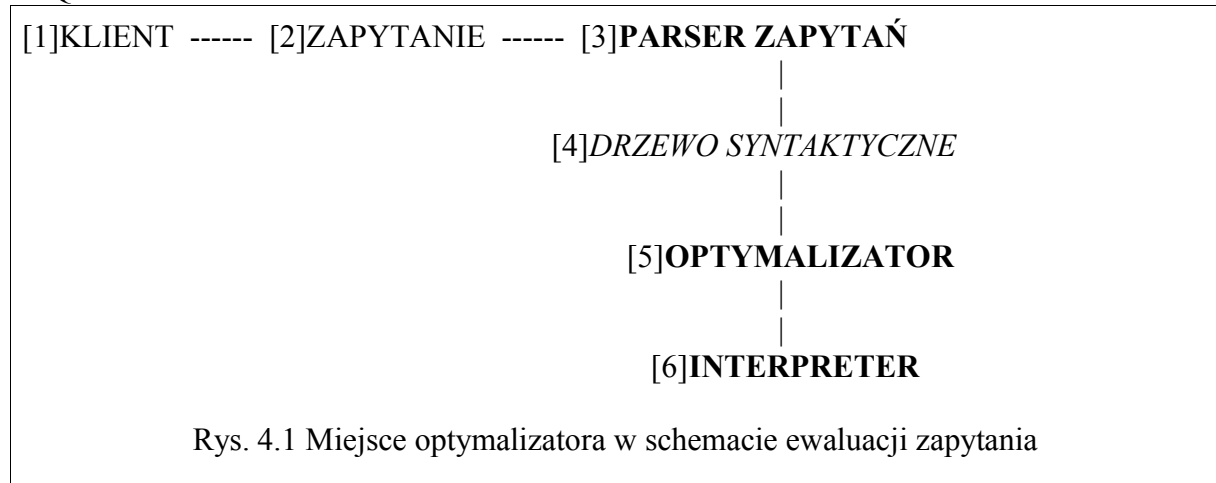 [1]KLIENT ------ [2]ZAPYTANIE ------ [3]PARSER ZAPYTAŃ
|
|
[4]DRZEWO SYNTAKTYCZNE
|
|
[5]OPTYMALIZATOR
|
|
[6]INTERPRETER
Rys. 4.1 Miejsce optymalizatora w schemacie ewaluacji zapytania